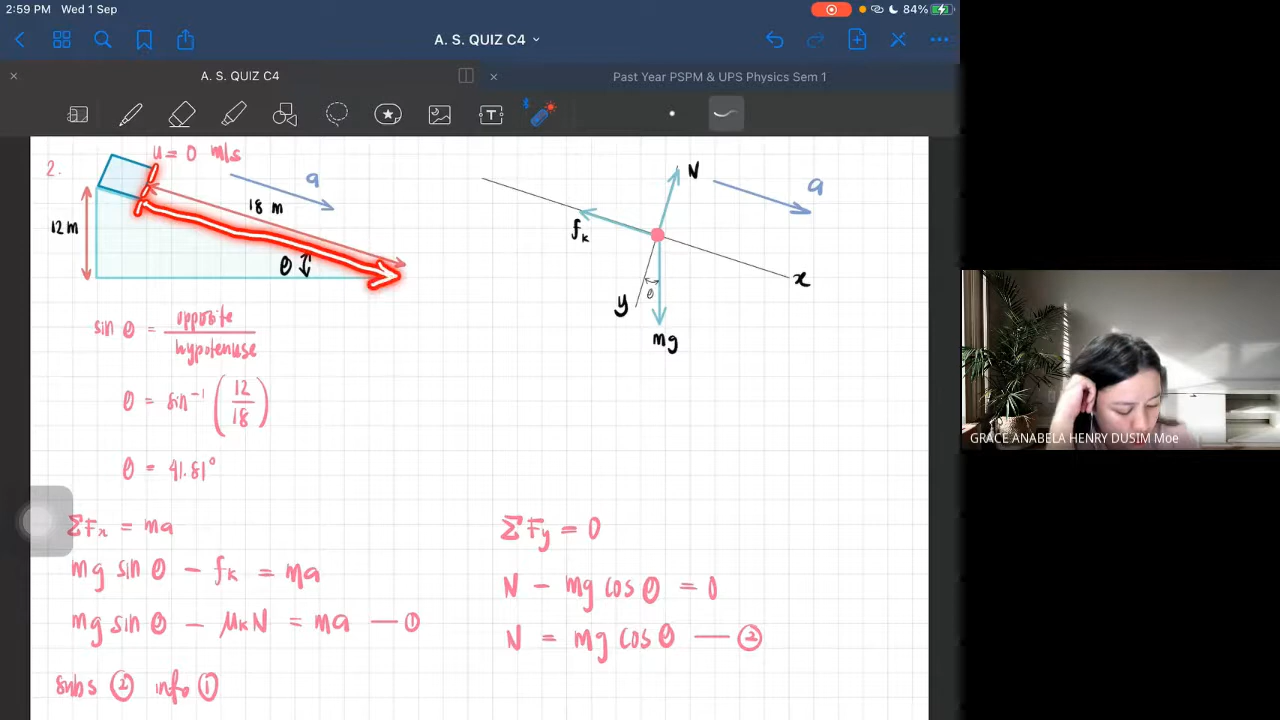 2:59 PM Wed 1 Sep
84%
A. S. QUIZ C4
A. S. QUIZ C4
Past Year PSPM & UPS Physics Sem 1
2.
u = 0 m/s
a
18 m
12 m
θ
N
a
fk
x
y
θ
mg
sin θ = opposite / hypotenuse
θ = sin⁻¹ (12/18)
θ = 41.81°
ΣFx = ma
mg sin θ - fk = ma
mg sin θ - μkN = ma — ①
subs ② into ①
ΣFy = 0
N - mg cos θ = 0
N = mg cos θ — ②
GRACE ANABELA HENRY DUSIM Moe